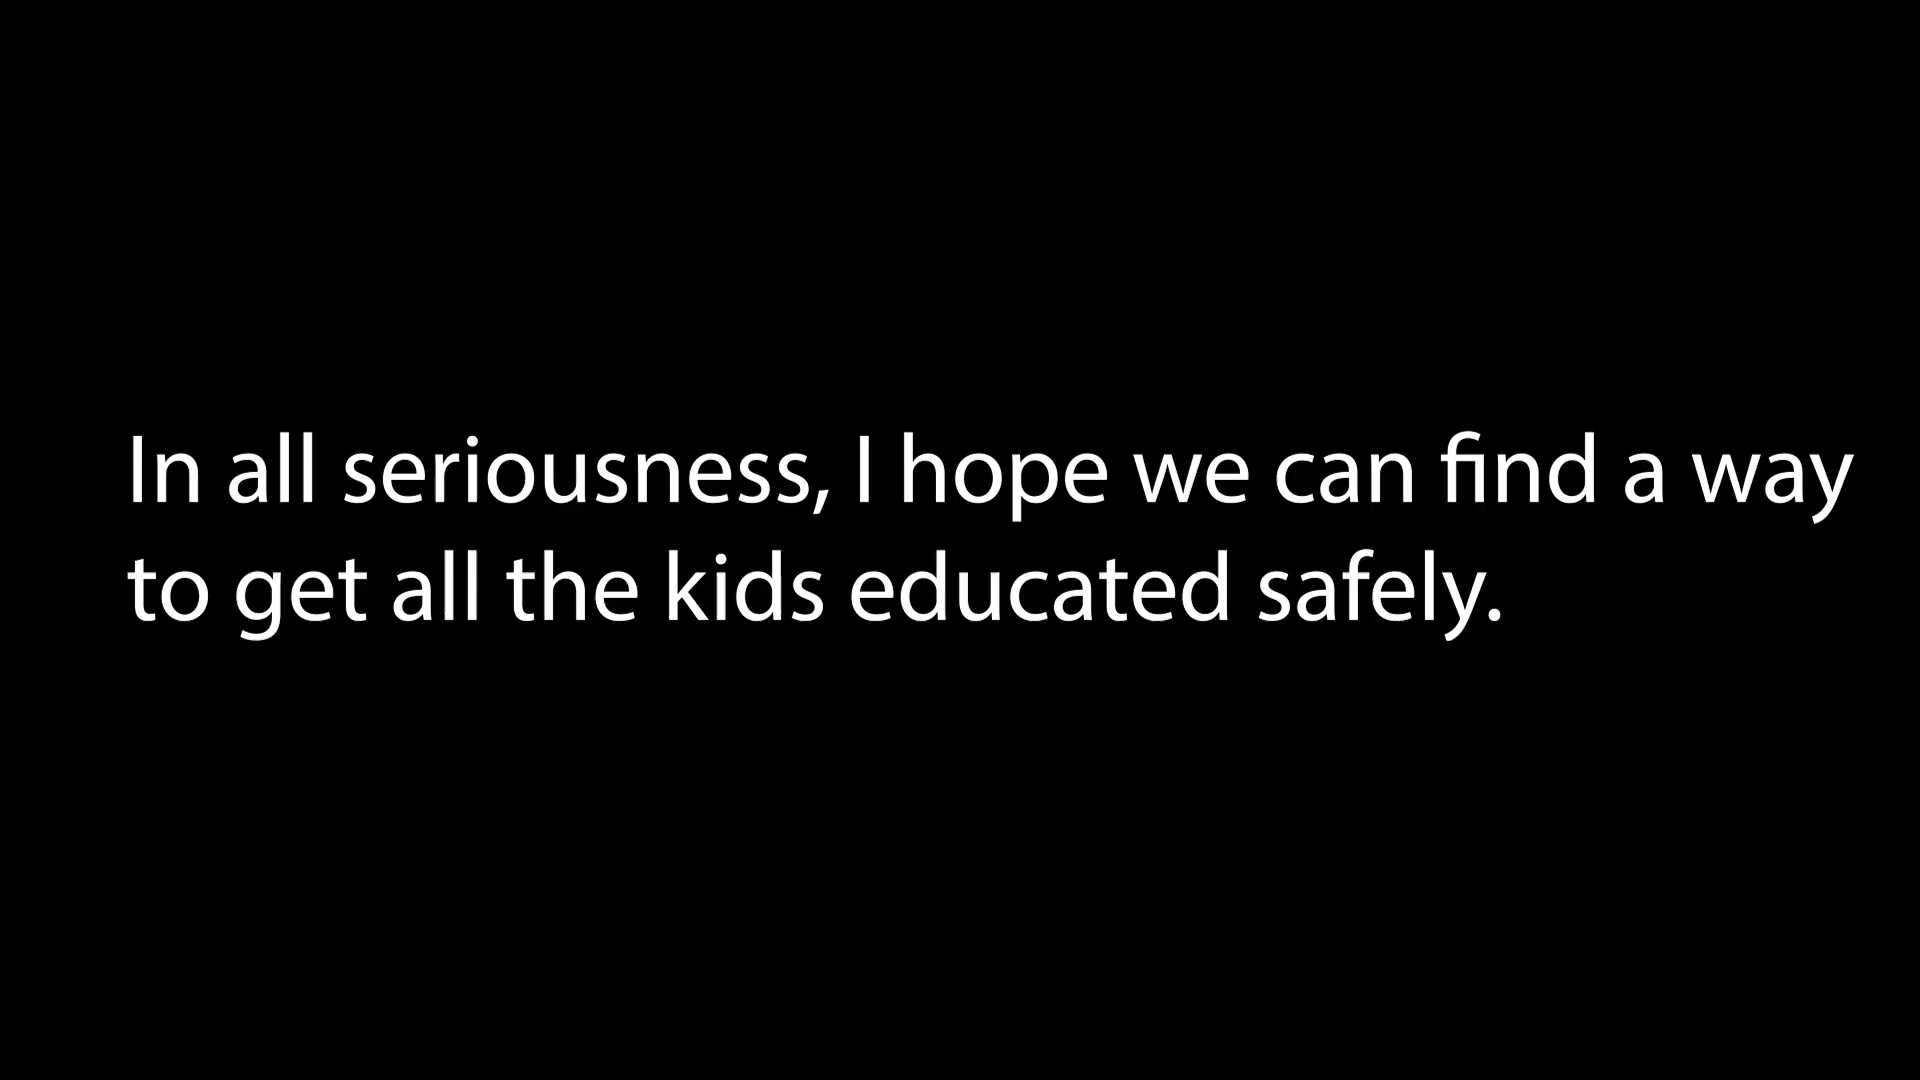 In all seriousness, I hope we can find a way
to get all the kids educated safely.